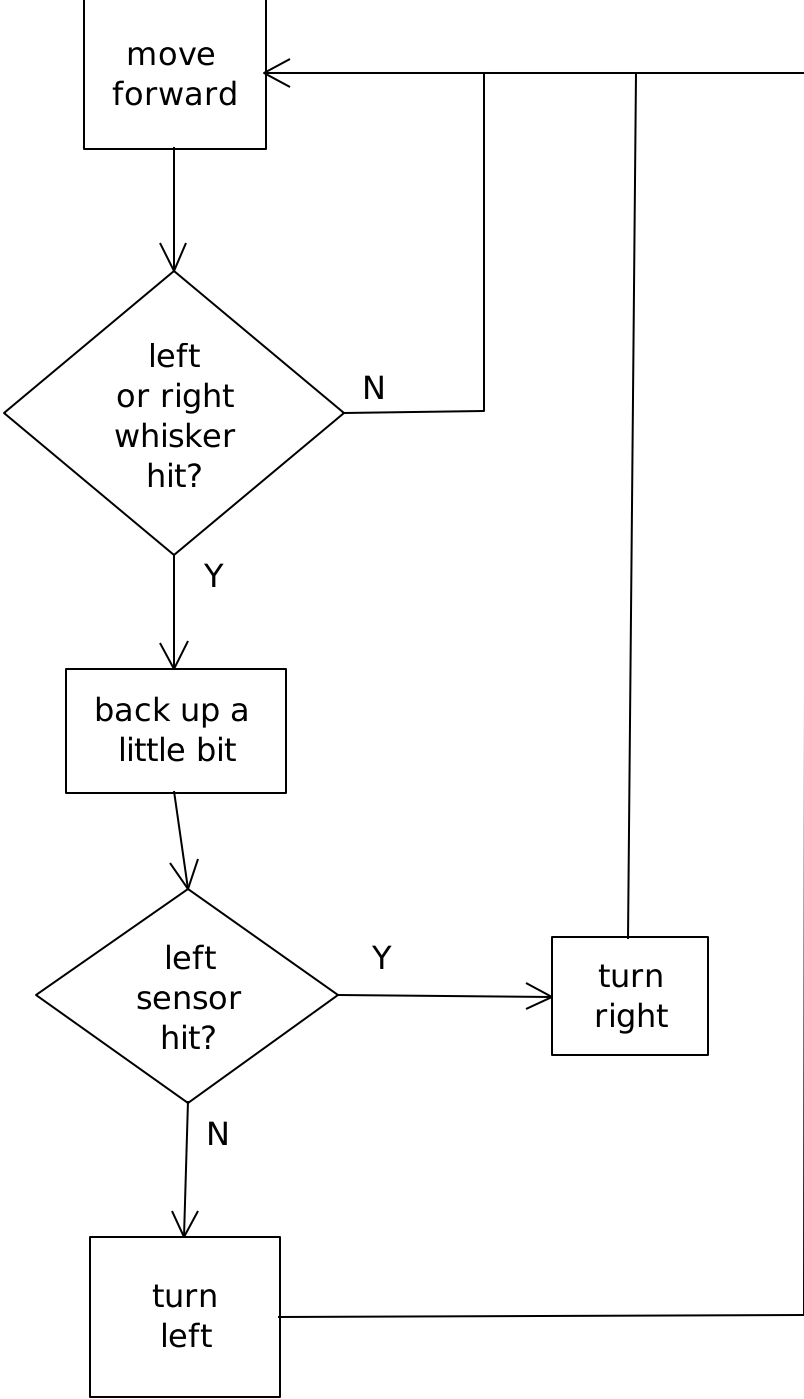 move
forward
left
or right
whisker
hit?
N
Y
back up a
little bit
left
sensor
hit?
Y
turn
right
N
turn
left